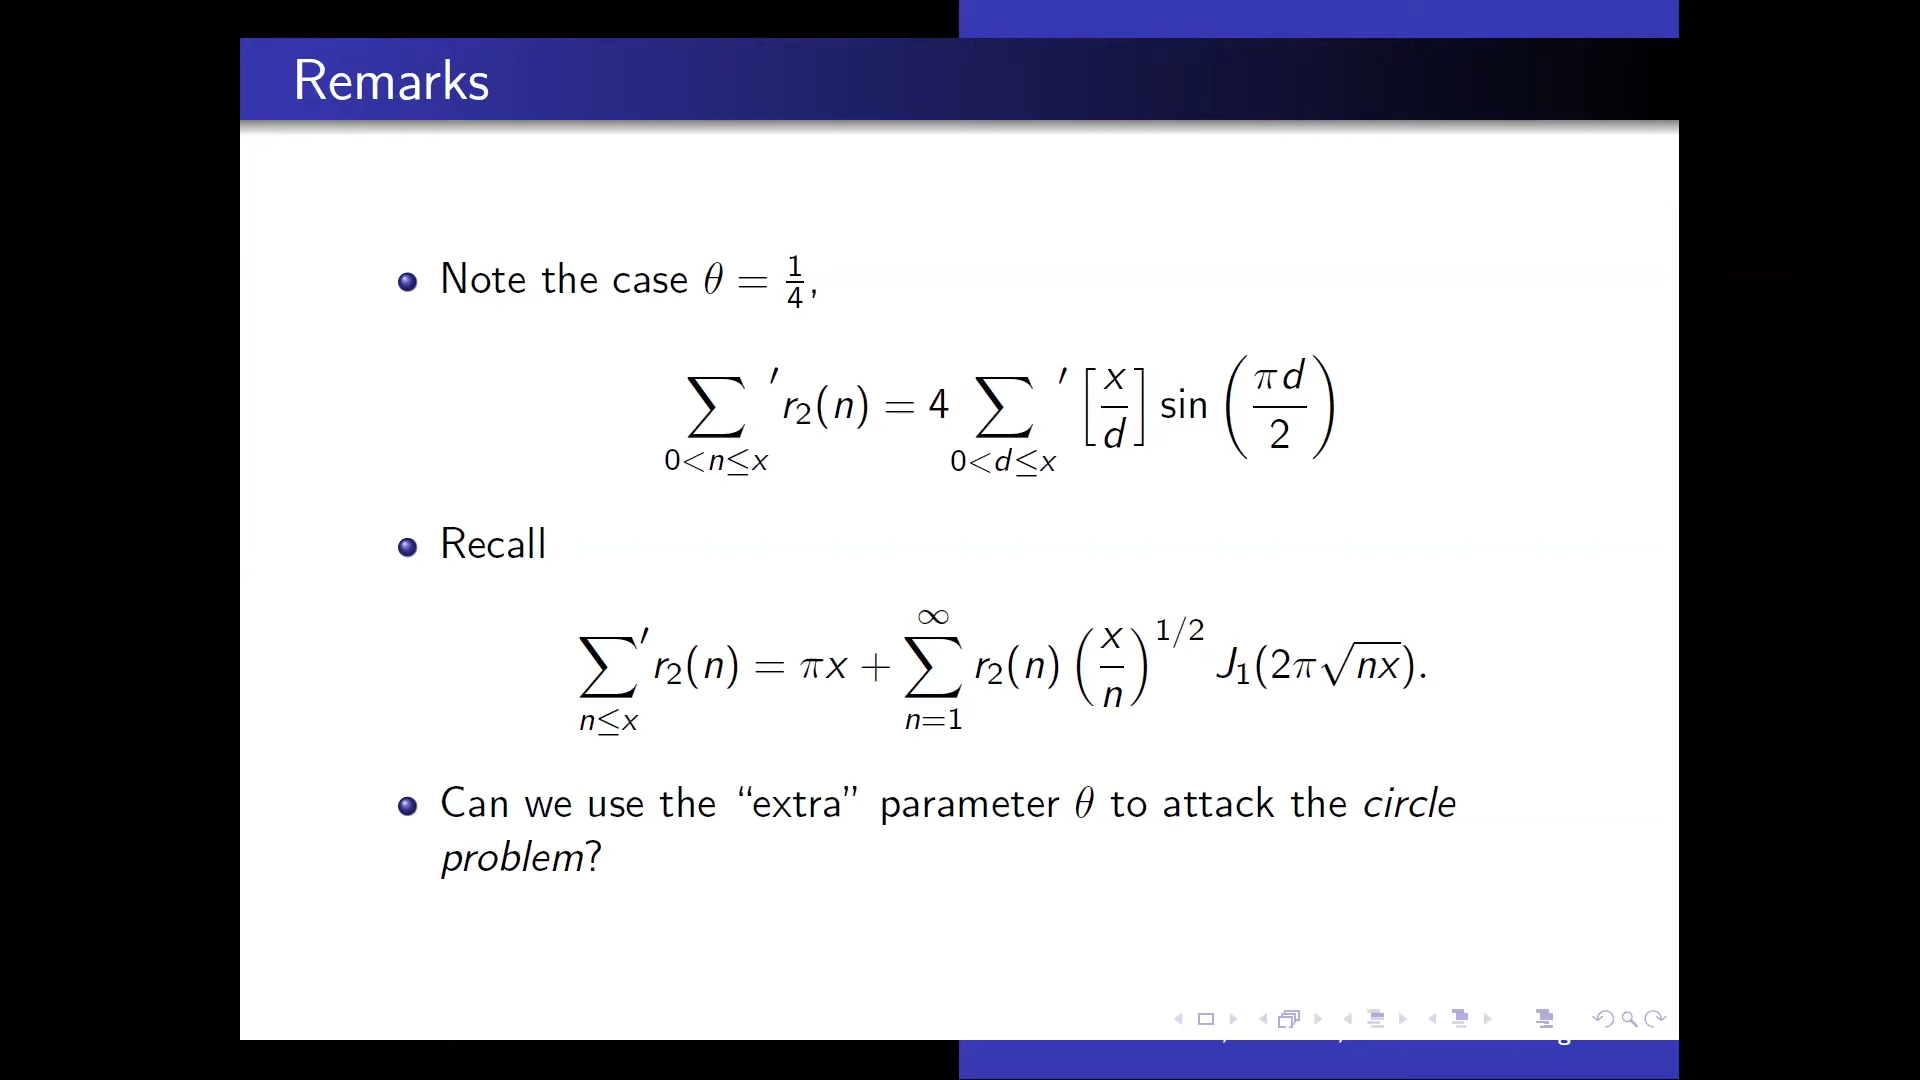 Remarks
Note the case θ = 1/4,
∑′_{0<n≤x} r₂(n) = 4 ∑′_{0<d≤x} [x/d] sin (πd/2)
Recall
∑′_{n≤x} r₂(n) = πx + ∑_{n=1}^{∞} r₂(n) (x/n)^{1/2} J₁(2π√nx).
Can we use the “extra” parameter θ to attack the circle
problem?